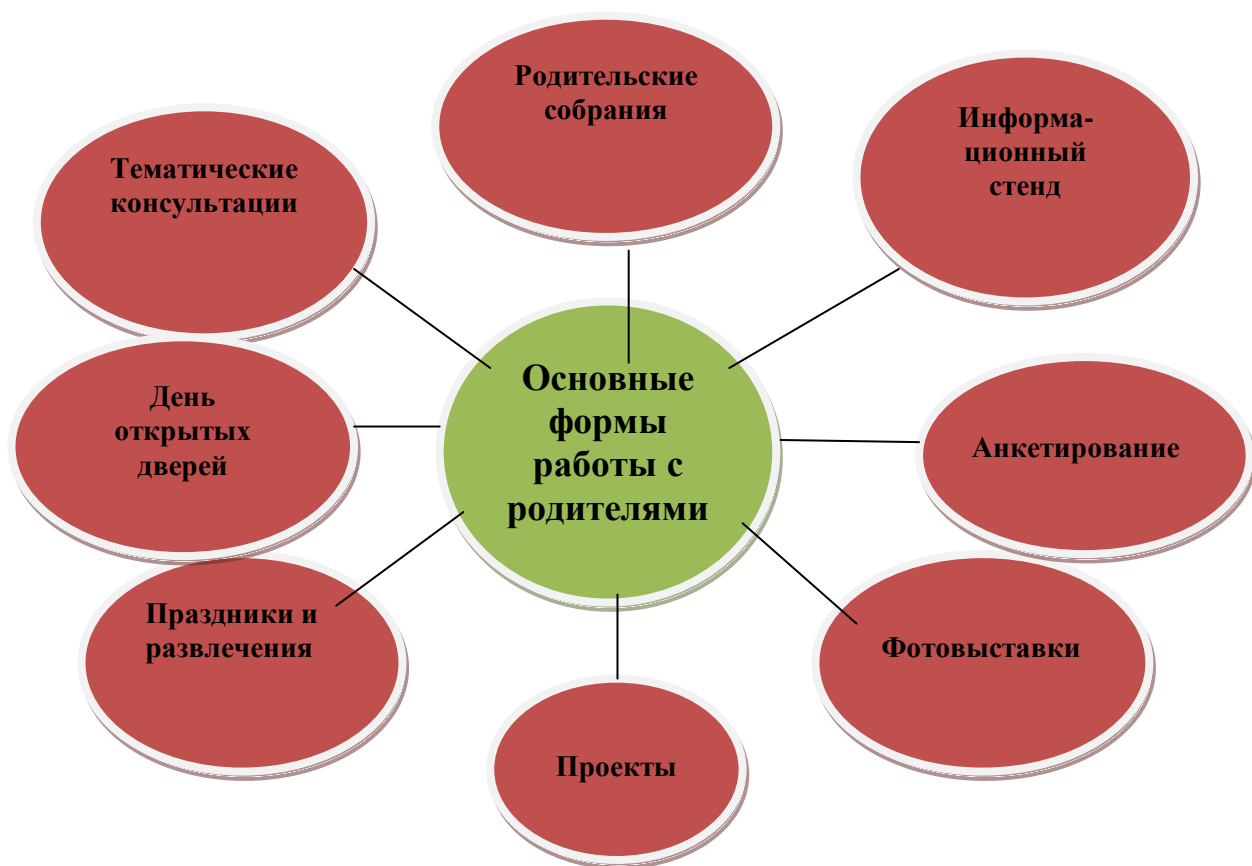 Родительские
собрания
Информа-
ционный
стенд
Тематические
консультации
Основные
формы
работы с
родителями
День
открытых
дверей
Анкетирование
Праздники и
развлечения
Фотовыставки
Проекты